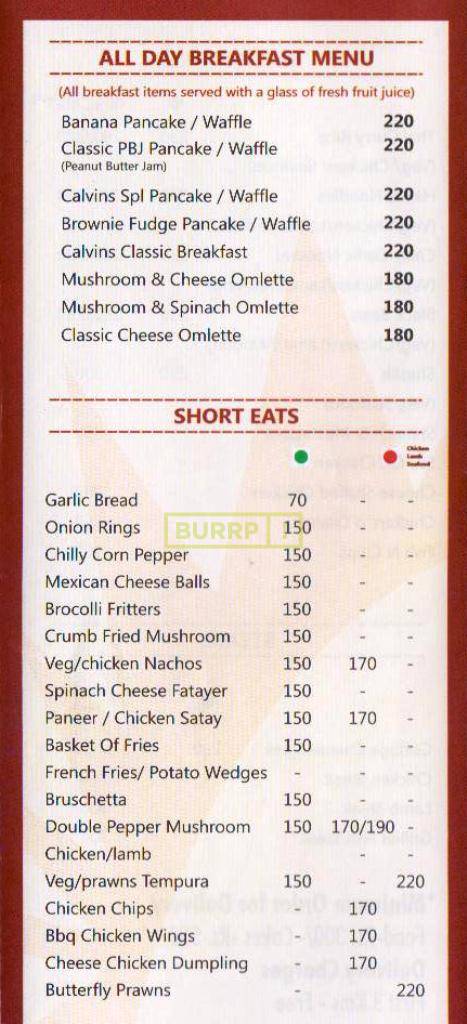 ALL DAY BREAKFAST MENU
(All breakfast items served with a glass of fresh fruit juice)
Banana Pancake / Waffle 220
Classic PBJ Pancake / Waffle 220
(Peanut Butter Jam)
Calvins Spl Pancake / Waffle 220
Brownie Fudge Pancake / Waffle 220
Calvins Classic Breakfast 220
Mushroom & Cheese Omlette 180
Mushroom & Spinach Omlette 180
Classic Cheese Omlette 180
SHORT EATS
Chicken
Lamb
Seafood
Garlic Bread 70 - -
Onion Rings 150 - -
BURRP
Chilly Corn Pepper 150 - -
Mexican Cheese Balls 150 - -
Brocolli Fritters 150 - -
Crumb Fried Mushroom 150 - -
Veg/chicken Nachos 150 170 -
Spinach Cheese Fatayer 150 - -
Paneer / Chicken Satay 150 170 -
Basket Of Fries 150 - -
French Fries/ Potato Wedges - - -
Bruschetta 150 - -
Double Pepper Mushroom 150 170/190 -
Chicken/lamb - -
Veg/prawns Tempura 150 - 220
Chicken Chips 170
Bbq Chicken Wings - 170
Cheese Chicken Dumpling - 170
Butterfly Prawns - 220